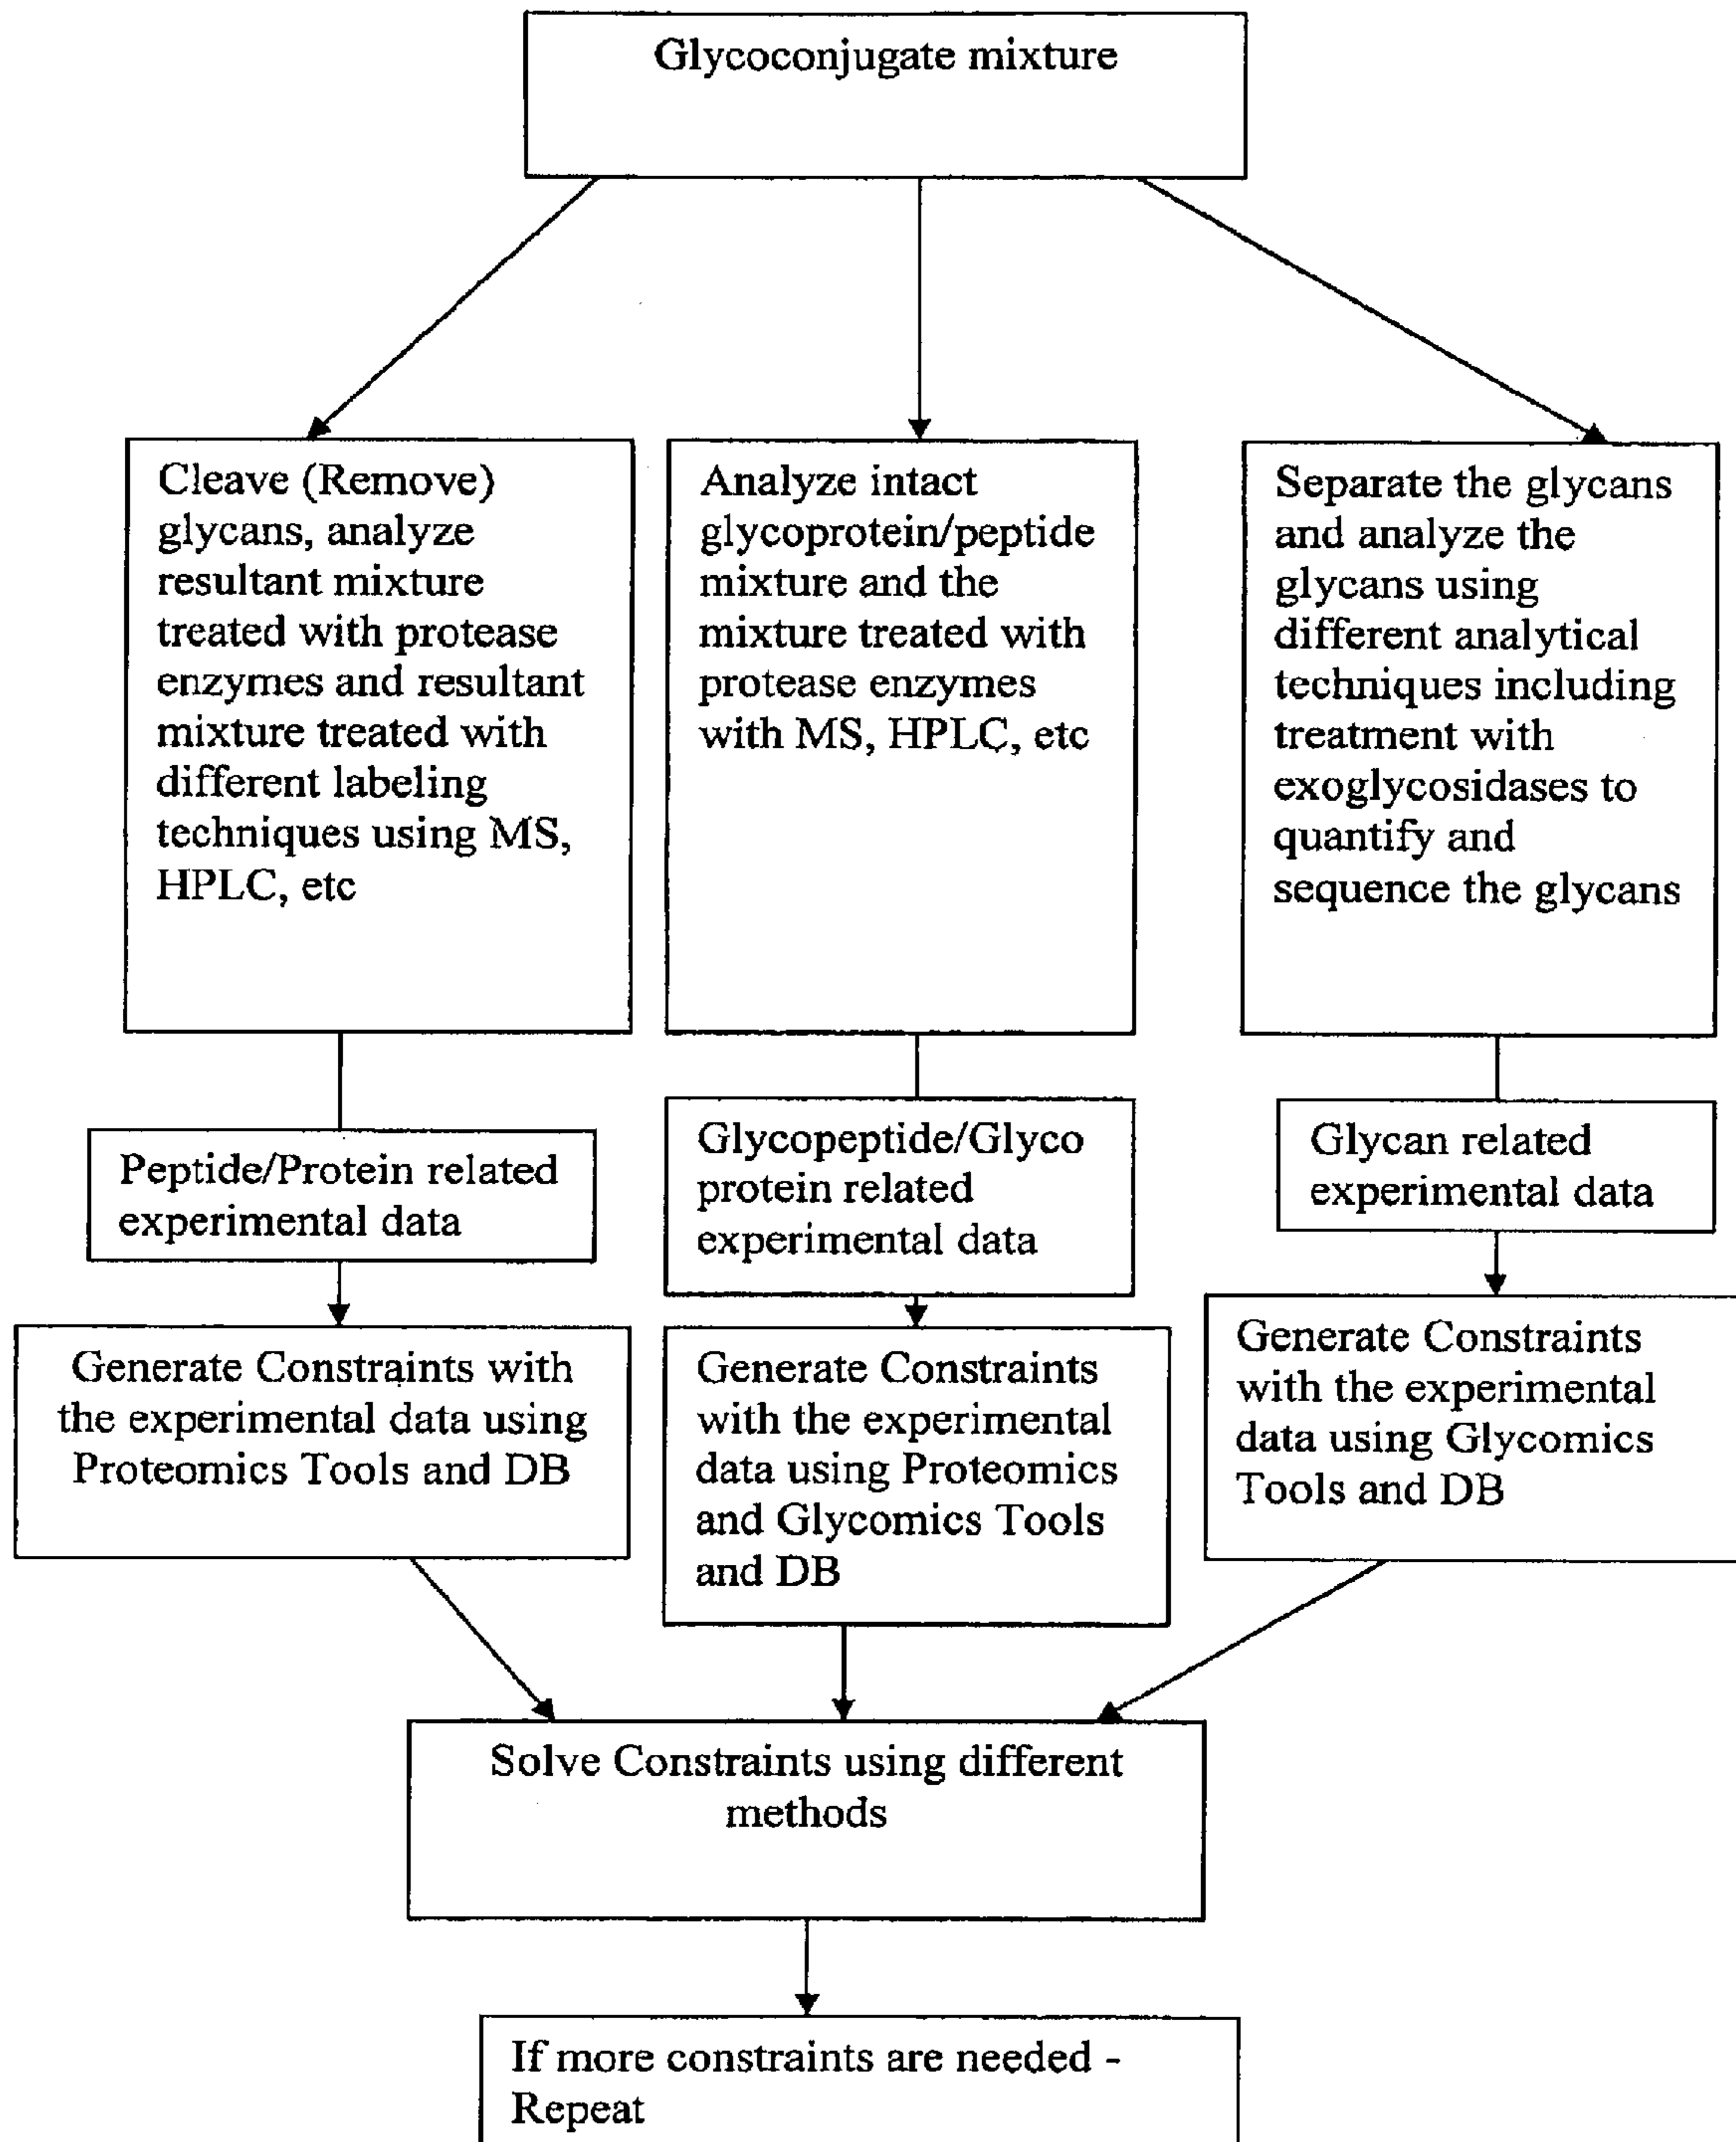 Glycoconjugate mixture
Cleave (Remove)
glycans, analyze
resultant mixture
treated with protease
enzymes and resultant
mixture treated with
different labeling
techniques using MS,
HPLC, etc
Analyze intact
glycoprotein/peptide
mixture and the
mixture treated with
protease enzymes
with MS, HPLC, etc
Separate the glycans
and analyze the
glycans using
different analytical
techniques including
treatment with
exoglycosidases to
quantify and
sequence the glycans
Peptide/Protein related
experimental data
Glycopeptide/Glyco
protein related
experimental data
Glycan related
experimental data
Generate Constraints with
the experimental data using
Proteomics Tools and DB
Generate Constraints
with the experimental
data using Proteomics
and Glycomics Tools
and DB
Generate Constraints
with the experimental
data using Glycomics
Tools and DB
Solve Constraints using different
methods
If more constraints are needed -
Repeat